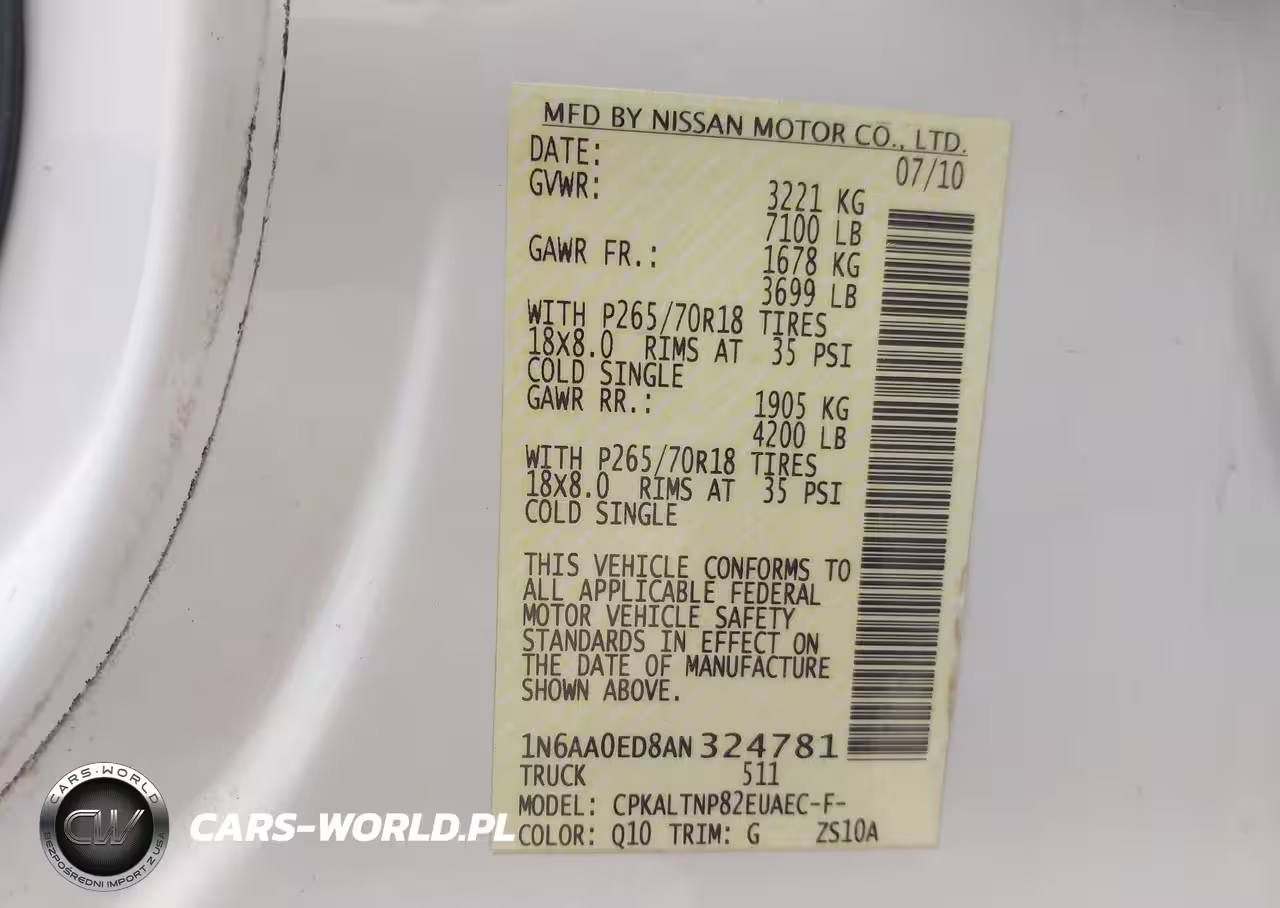 MFD BY NISSAN MOTOR CO., LTD.
DATE: 07/10
GVWR: 3221 KG
7100 LB
GAWR FR.: 1678 KG
3699 LB
WITH P265/70R18 TIRES
18X8.0 RIMS AT 35 PSI
COLD SINGLE
GAWR RR.: 1905 KG
4200 LB
WITH P265/70R18 TIRES
18X8.0 RIMS AT 35 PSI
COLD SINGLE
THIS VEHICLE CONFORMS TO
ALL APPLICABLE FEDERAL
MOTOR VEHICLE SAFETY
STANDARDS IN EFFECT ON
THE DATE OF MANUFACTURE
SHOWN ABOVE.
1N6AA0ED8AN 324781
TRUCK 511
MODEL: CPKALTNP82EUAEC-F-
COLOR: Q10 TRIM: G ZS10A
CARS-WORLD
CW
BEZPOŚREDNI IMPORT Z USA
CARS-WORLD.PL